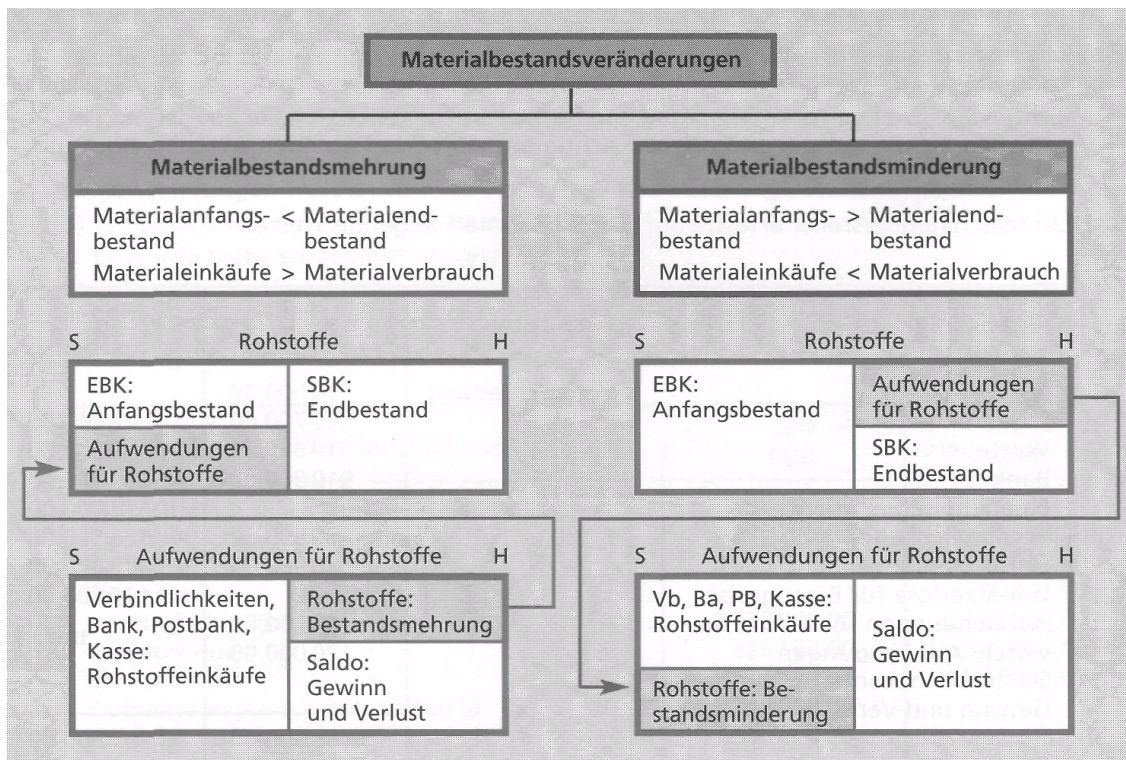 Materialbestandsveränderungen
Materialbestandsmehrung
Materialanfangs- < Materialend-
bestand bestand
Materialeinkäufe > Materialverbrauch
S Rohstoffe H
EBK:
Anfangsbestand
Aufwendungen
für Rohstoffe
SBK:
Endbestand
S Aufwendungen für Rohstoffe H
Verbindlichkeiten,
Bank, Postbank,
Kasse:
Rohstoffeinkäufe
Rohstoffe:
Bestandsmehrung
Saldo:
Gewinn
und Verlust
Materialbestandsminderung
Materialanfangs- > Materialend-
bestand bestand
Materialeinkäufe < Materialverbrauch
S Rohstoffe H
EBK:
Anfangsbestand
Aufwendungen
für Rohstoffe
SBK:
Endbestand
S Aufwendungen für Rohstoffe H
Vb, Ba, PB, Kasse:
Rohstoffeinkäufe
Rohstoffe: Be-
standsminderung
Saldo:
Gewinn
und Verlust